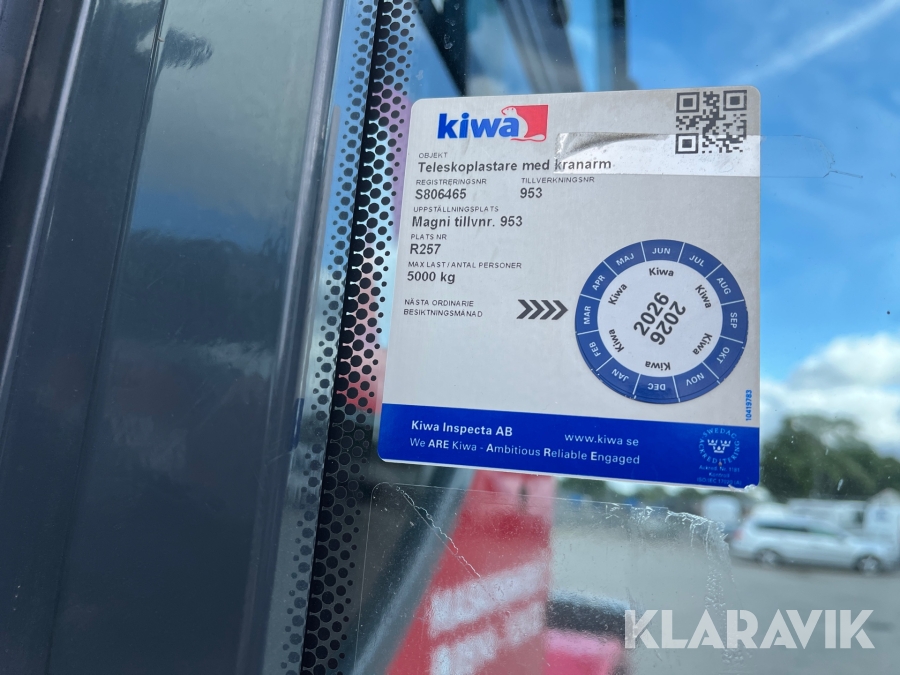 kiwa
OBJEKT
Teleskoplastare med kranarm
REGISTRERINGSNR TILLVERKNINGSNR
S806465 953
UPPSTÄLLNINGSPLATS
Magni tillvnr. 953
PLATS NR
R257
MAX LAST / ANTAL PERSONER
5000 kg
NÄSTA ORDINARIE
BESIKTNINGSMÅNAD
JAN FEB MAR APR MAJ JUN JUL AUG SEP OKT NOV DEC
Kiwa Kiwa Kiwa Kiwa Kiwa Kiwa
2026
2026
10419783
Kiwa Inspecta AB www.kiwa.se
We ARE Kiwa - Ambitious Reliable Engaged
SWEDAC
ACKREDITERING
KLARAVIK